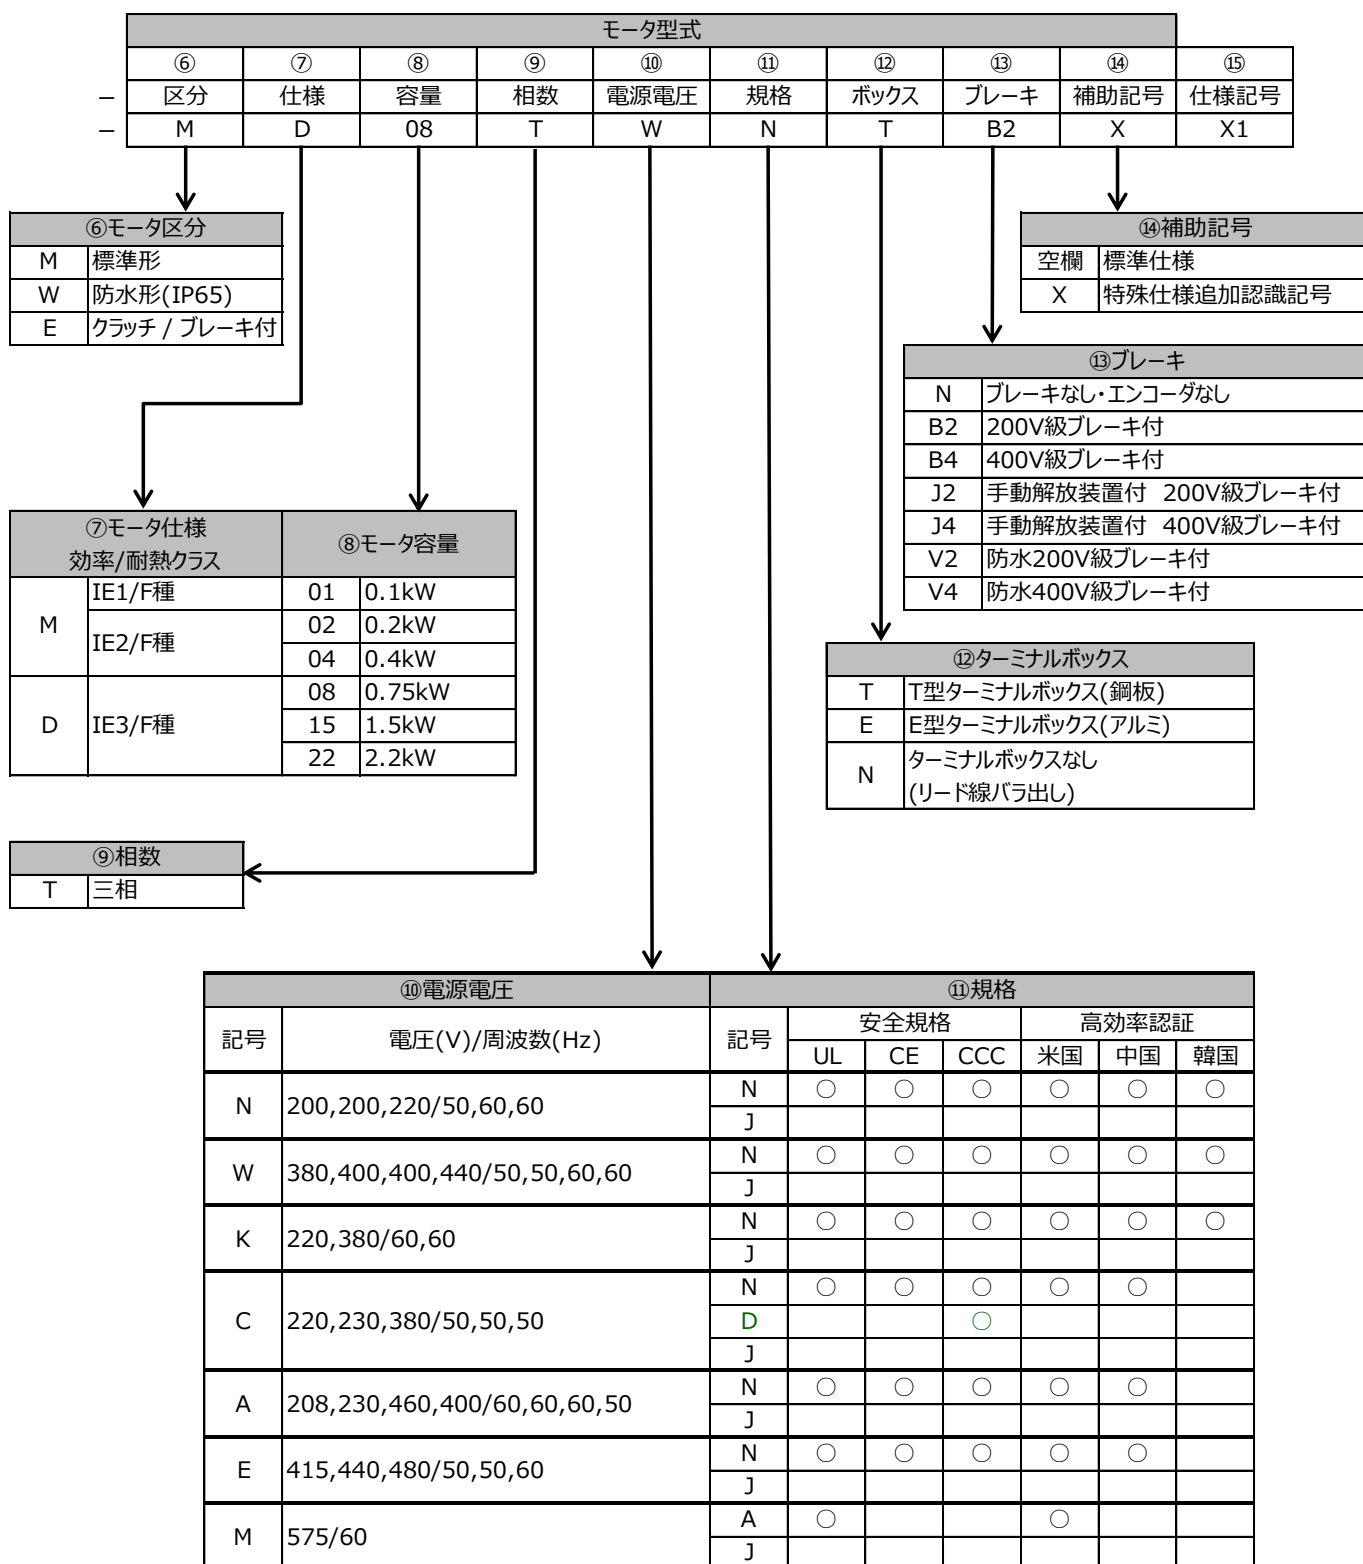 モータ型式
⑥ ⑦ ⑧ ⑨ ⑩ ⑪ ⑫ ⑬ ⑭ ⑮
− 区分 仕様 容量 相数 電源電圧 規格 ボックス ブレーキ 補助記号 仕様記号
− M D 08 T W N T B2 X X1
⑥モータ区分
M 標準形
W 防水形(IP65)
E クラッチ / ブレーキ付
⑭補助記号
空欄 標準仕様
X 特殊仕様追加認識記号
⑬ブレーキ
N ブレーキなし・エンコーダなし
B2 200V級ブレーキ付
B4 400V級ブレーキ付
J2 手動解放装置付 200V級ブレーキ付
J4 手動解放装置付 400V級ブレーキ付
V2 防水200V級ブレーキ付
V4 防水400V級ブレーキ付
⑦モータ仕様
効率/耐熱クラス
⑧モータ容量
M IE1/F種 01 0.1kW
IE2/F種 02 0.2kW
04 0.4kW
D IE3/F種 08 0.75kW
15 1.5kW
22 2.2kW
⑫ターミナルボックス
T T型ターミナルボックス(鋼板)
E E型ターミナルボックス(アルミ)
N ターミナルボックスなし
(リード線バラ出し)
⑨相数
T 三相
⑩電源電圧 ⑪規格
記号 電圧(V)/周波数(Hz) 記号 安全規格 高効率認証
UL CE CCC 米国 中国 韓国
N 200,200,220/50,60,60 N ○ ○ ○ ○ ○ ○
J
W 380,400,400,440/50,50,60,60 N ○ ○ ○ ○ ○ ○
J
K 220,380/60,60 N ○ ○ ○ ○ ○ ○
J
C 220,230,380/50,50,50 N ○ ○ ○ ○ ○
D ○
J
A 208,230,460,400/60,60,60,50 N ○ ○ ○ ○ ○
J
E 415,440,480/50,50,60 N ○ ○ ○ ○ ○
J
M 575/60 A ○ ○
J